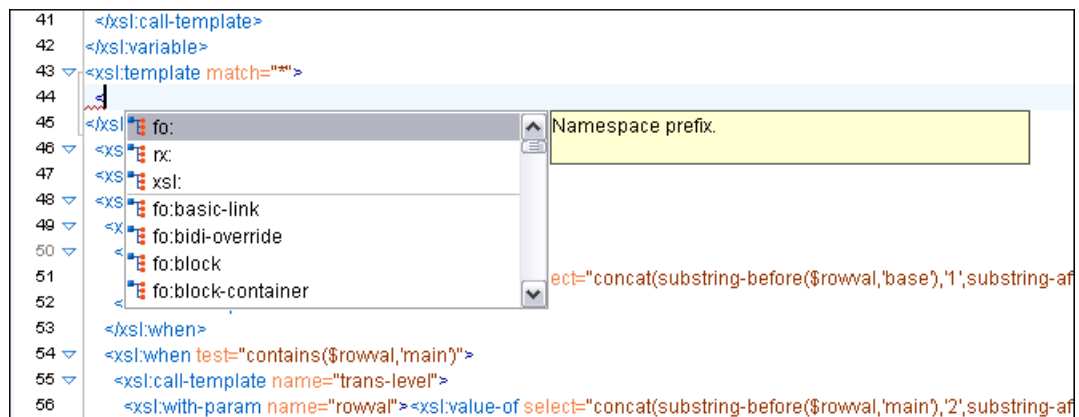 41 </xsl:call-template>
42 </xsl:variable>
43 <xsl:template match="*">
44 <
45 </xsl
fo:
Namespace prefix.
46 <xs
rx:
47 <xs
xsl:
48 <xs
fo:basic-link
49 <x
fo:bidi-override
50 <
fo:block
51 ect="concat(substring-before($rowval,'base'),'1',substring-af
fo:block-container
52 <
53 </xsl:when>
54 <xsl:when test="contains($rowval,'main')">
55 <xsl:call-template name="trans-level">
56 <xsl:with-param name="rowval"><xsl:value-of select="concat(substring-before($rowval,'main'),'2',substring-af